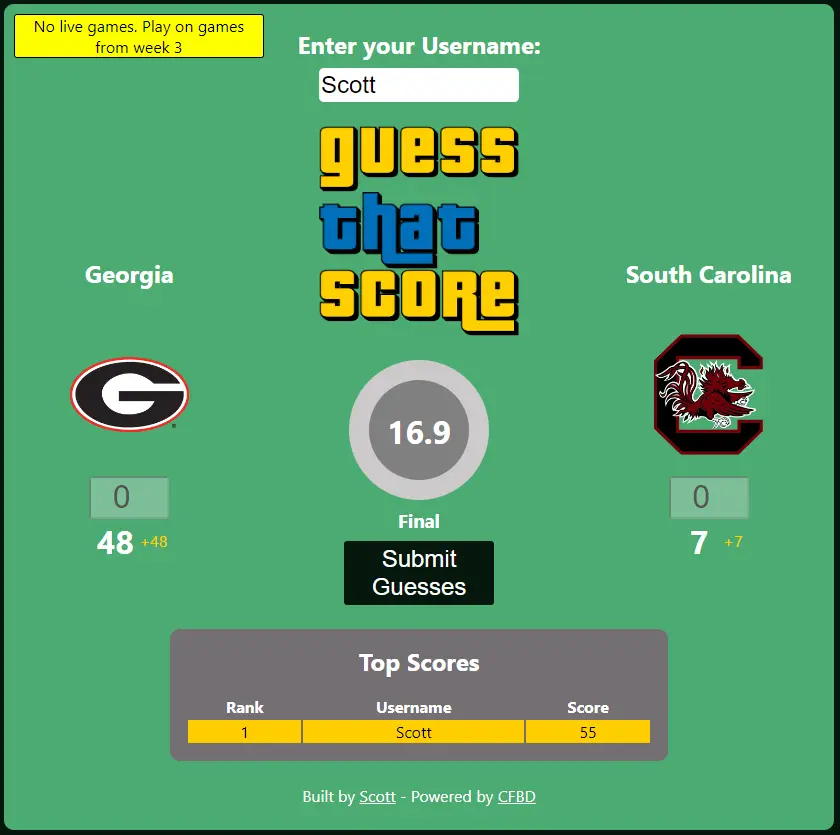 No live games. Play on games
from week 3
Enter your Username:
Scott
guess
that
score
Georgia
South Carolina
G
C
16.9
0
0
48 +48
7 +7
Final
Submit
Guesses
Top Scores
Rank Username Score
1 Scott 55
Built by Scott - Powered by CFBD